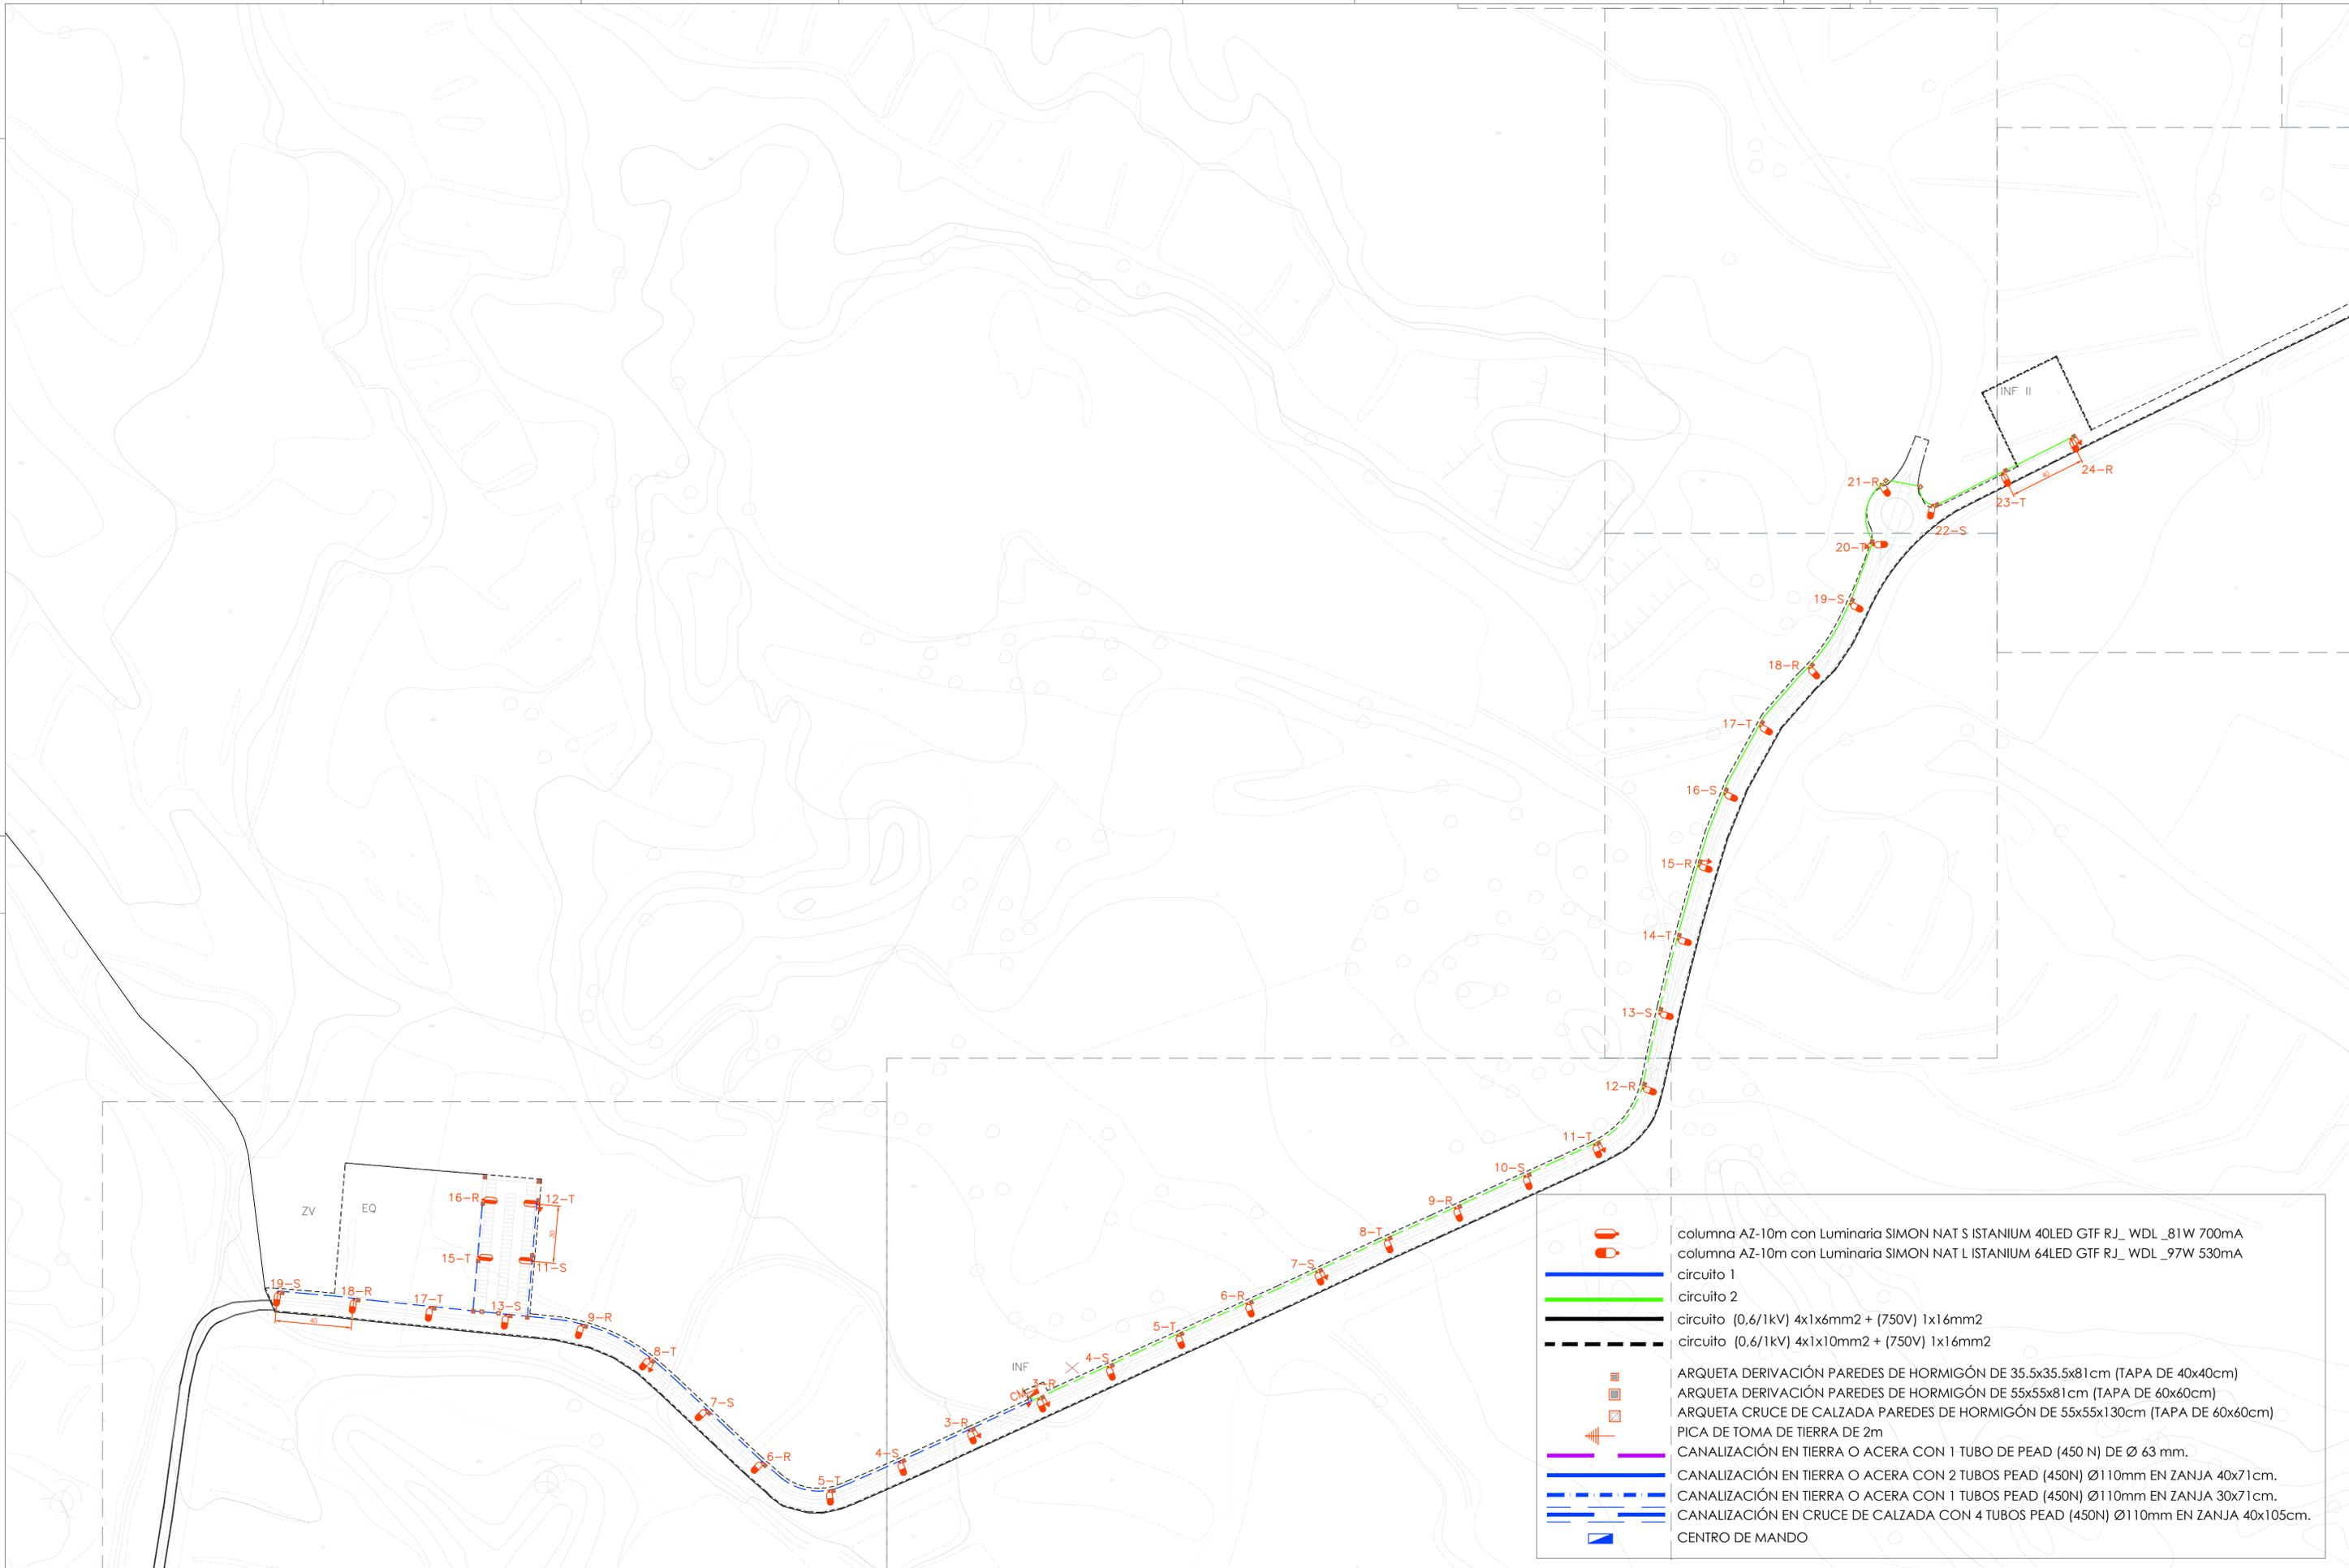 INF II
24-R
40
21-R
23-T
22-S
20-T
19-S
18-R
17-T
16-S
15-R
14-T
13-S
12-R
11-T
10-S
9-R
8-T
7-S
6-R
5-T
4-S
3-R
INF
CM
3-R
4-S
5-T
6-R
7-S
8-T
9-R
16-R
12-T
ZV
EQ
30
15-T
11-S
19-S
18-R
17-T
13-S
40
columna AZ-10m con Luminaria SIMON NAT S ISTANIUM 40LED GTF RJ_ WDL _81W 700mA
columna AZ-10m con Luminaria SIMON NAT L ISTANIUM 64LED GTF RJ_ WDL _97W 530mA
circuito 1
circuito 2
circuito (0,6/1kV) 4x1x6mm2 + (750V) 1x16mm2
circuito (0,6/1kV) 4x1x10mm2 + (750V) 1x16mm2
ARQUETA DERIVACIÓN PAREDES DE HORMIGÓN DE 35.5x35.5x81cm (TAPA DE 40x40cm)
ARQUETA DERIVACIÓN PAREDES DE HORMIGÓN DE 55x55x81cm (TAPA DE 60x60cm)
ARQUETA CRUCE DE CALZADA PAREDES DE HORMIGÓN DE 55x55x130cm (TAPA DE 60x60cm)
PICA DE TOMA DE TIERRA DE 2m
CANALIZACIÓN EN TIERRA O ACERA CON 1 TUBO DE PEAD (450 N) DE Ø 63 mm.
CANALIZACIÓN EN TIERRA O ACERA CON 2 TUBOS PEAD (450N) Ø110mm EN ZANJA 40x71cm.
CANALIZACIÓN EN TIERRA O ACERA CON 1 TUBOS PEAD (450N) Ø110mm EN ZANJA 30x71cm.
CANALIZACIÓN EN CRUCE DE CALZADA CON 4 TUBOS PEAD (450N) Ø110mm EN ZANJA 40x105cm.
CENTRO DE MANDO